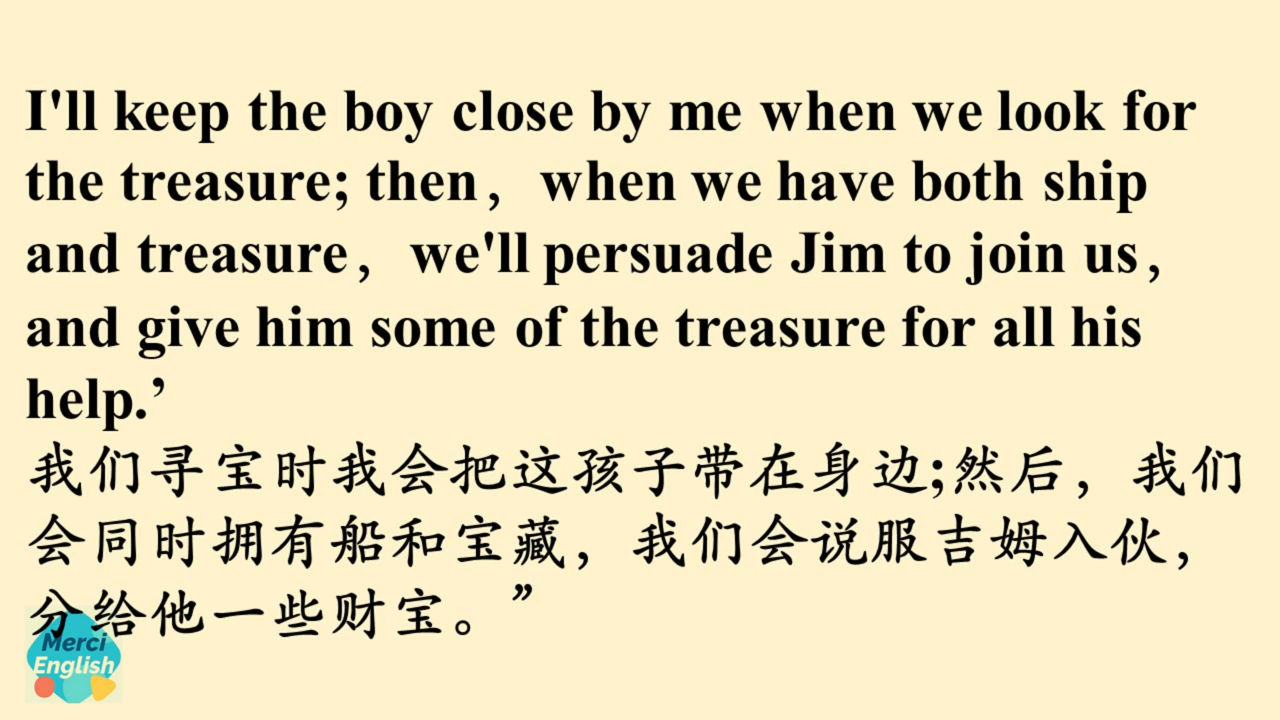 I'll keep the boy close by me when we look for
the treasure; then，when we have both ship
and treasure，we'll persuade Jim to join us，
and give him some of the treasure for all his
help.’
我们寻宝时我会把这孩子带在身边;然后，我们
会同时拥有船和宝藏，我们会说服吉姆入伙，
分给他一些财宝。”
Merci
English